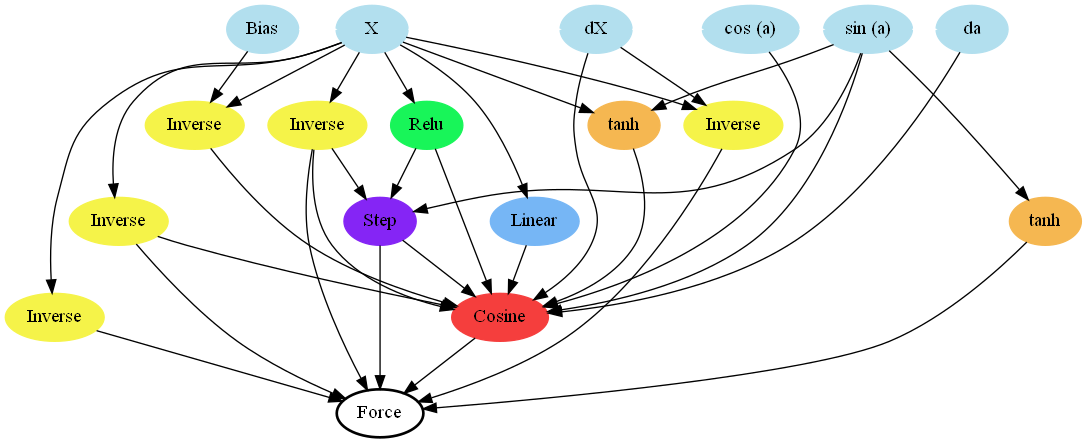 Bias
X
dX
cos (a)
sin (a)
da
Inverse
Inverse
Relu
tanh
Inverse
Inverse
Step
Linear
tanh
Inverse
Cosine
Force